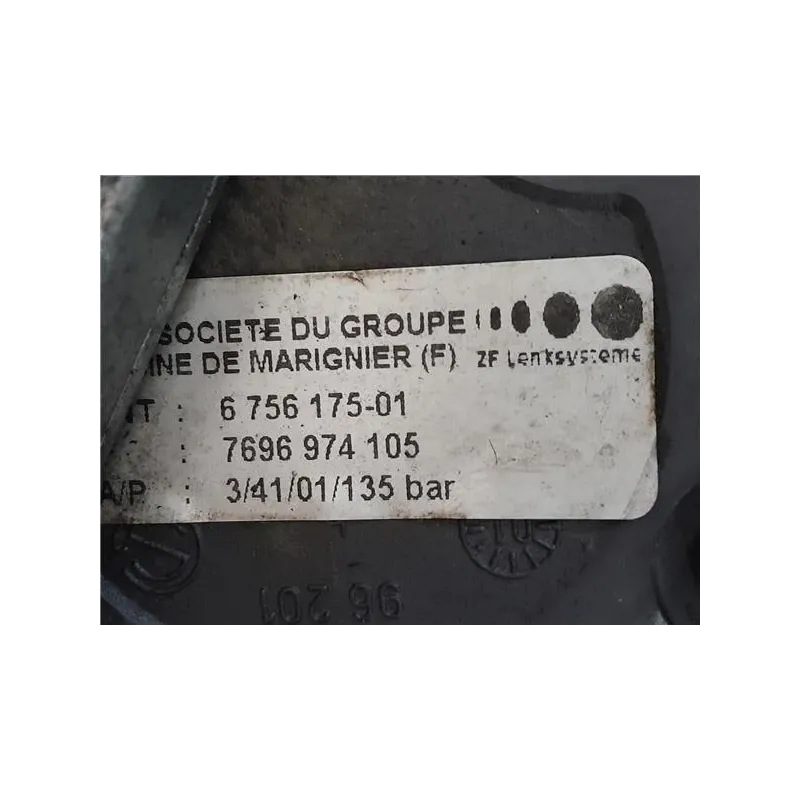 SOCIETE DU GROUPE
INE DE MARIGNIER (F) ZF Lenksysteme
NT : 6 756 175-01
: 7696 974 105
A/P : 3/41/01/135 bar
96 201